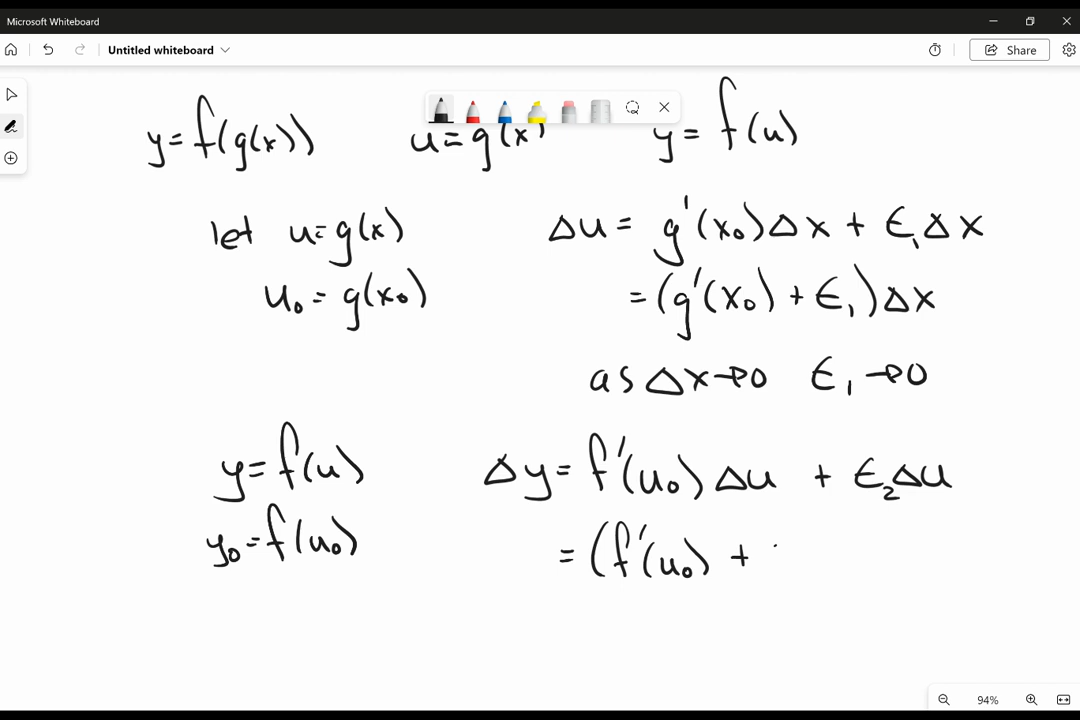 Microsoft Whiteboard
Untitled whiteboard
Share
y = f(g(x)) u = g(x) y = f(u)
let u = g(x) Δu = g'(x₀)Δx + ϵ₁Δx
u₀ = g(x₀) = (g'(x₀) + ϵ₁)Δx
as Δx→0 ϵ₁→0
y = f(u) Δy = f'(u₀)Δu + ϵ₂Δu
y₀ = f(u₀) = (f'(u₀) +
94%